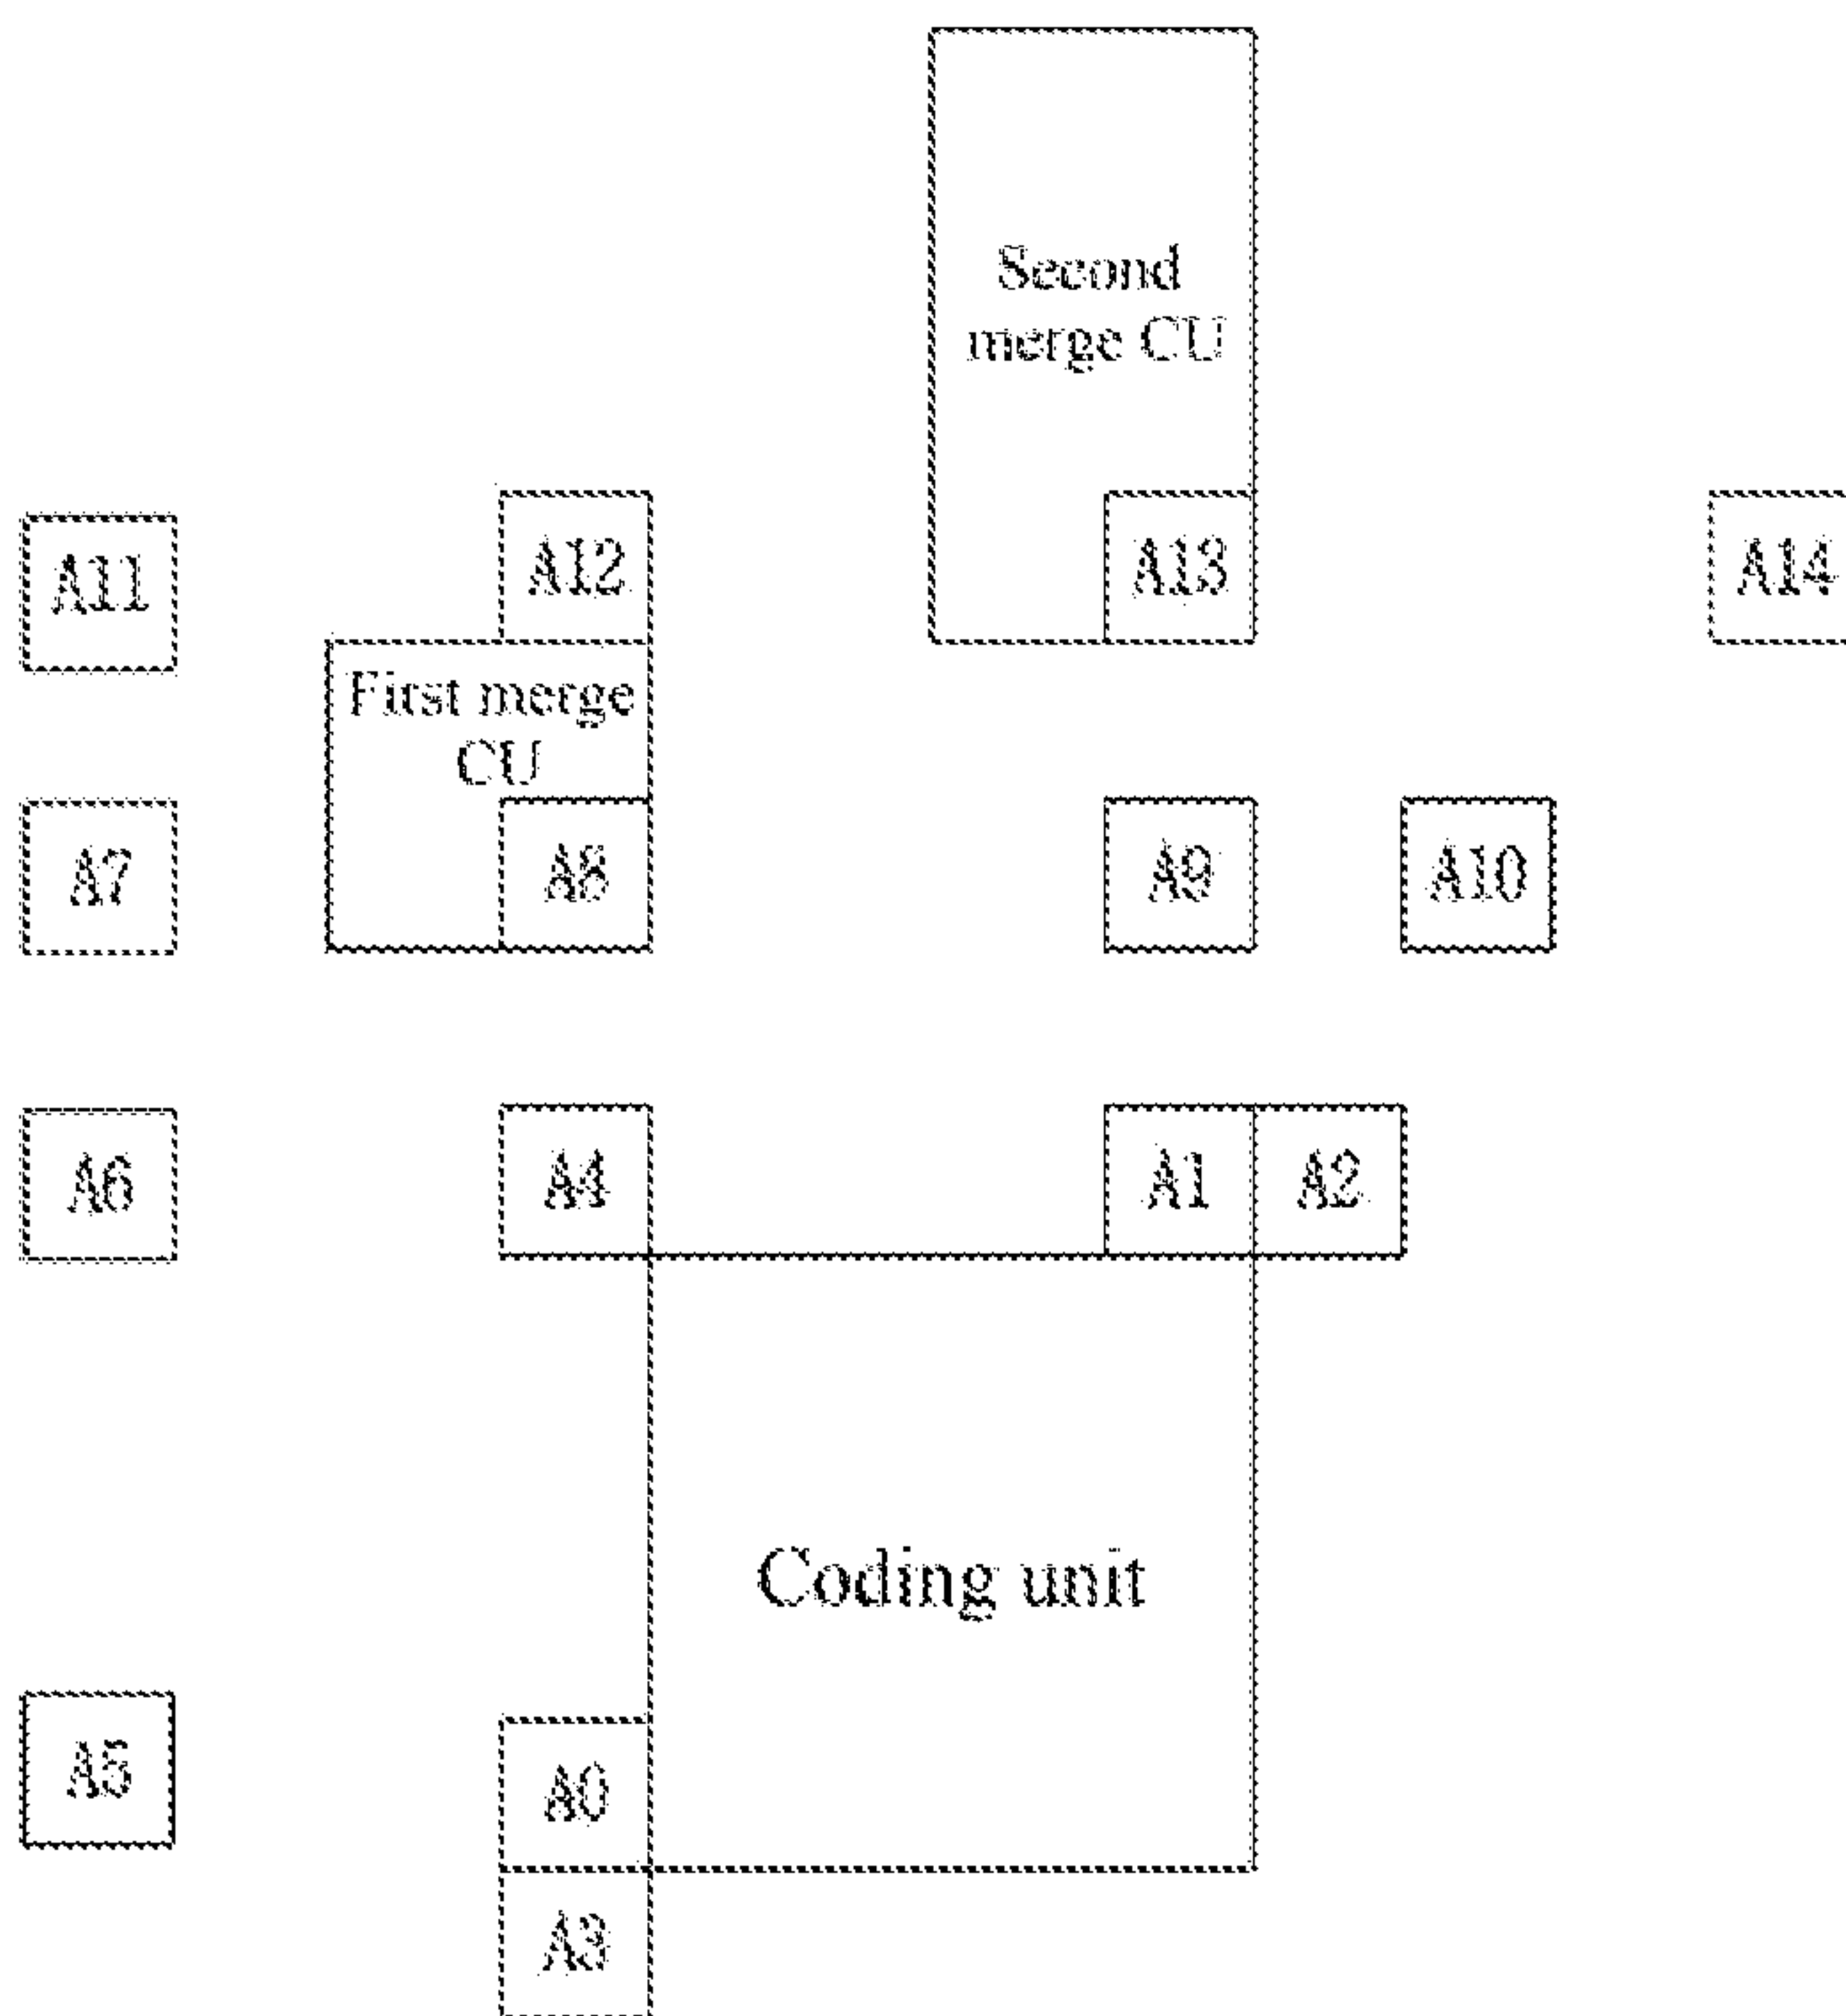 Second
merge CU
A11
A12
A13
A14
First merge
CU
A7
A8
A9
A10
A6
A4
A1
A2
Coding unit
A5
A0
A3